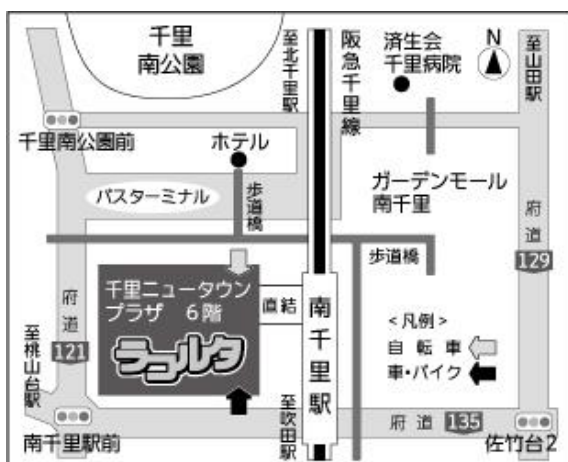 千里
南公園
至北千里駅
阪急千里線
済生会
千里病院
N
至山田駅
千里南公園前
ホテル
バスターミナル
歩道橋
ガーデンモール
南千里
府道
129
歩道橋
千里ニュータウン
プラザ 6階
ラコルタ
直結
南千里駅
<凡例>
自転車
車・バイク
府道
121
至桃山台駅
南千里駅前
至吹田駅
府道 135
佐竹台2